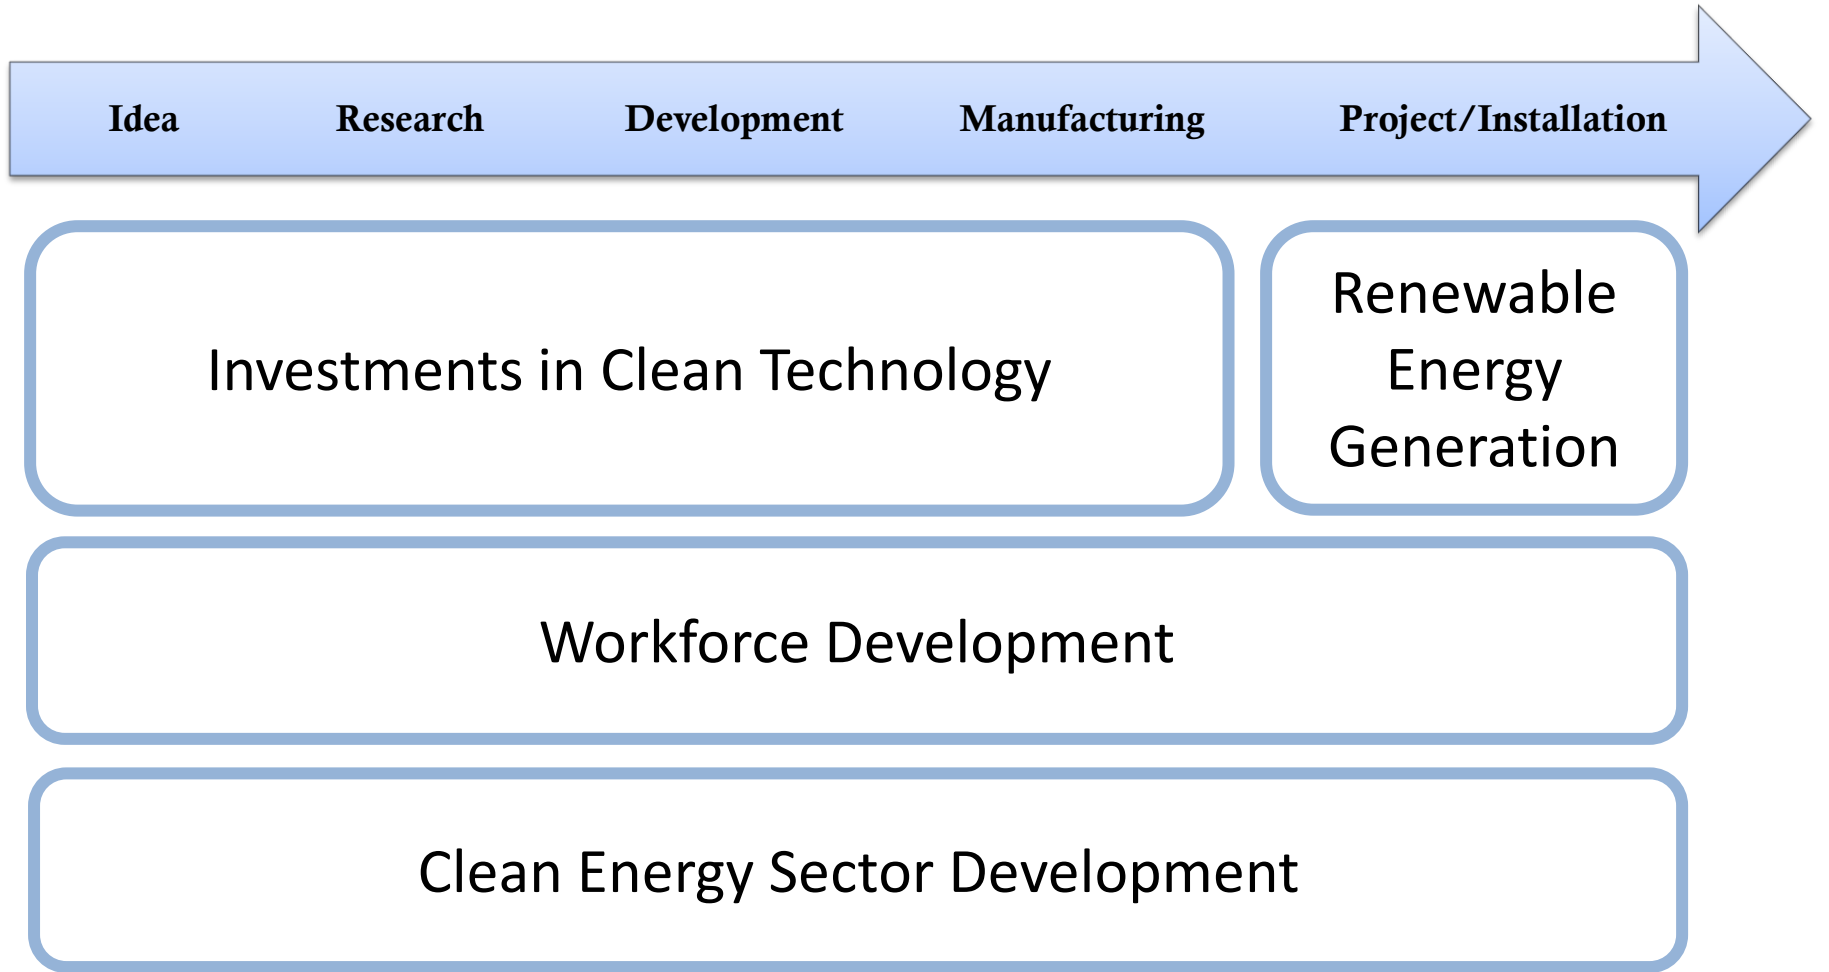 Idea Research Development Manufacturing Project/Installation
Investments in Clean Technology
Renewable
Energy
Generation
Workforce Development
Clean Energy Sector Development